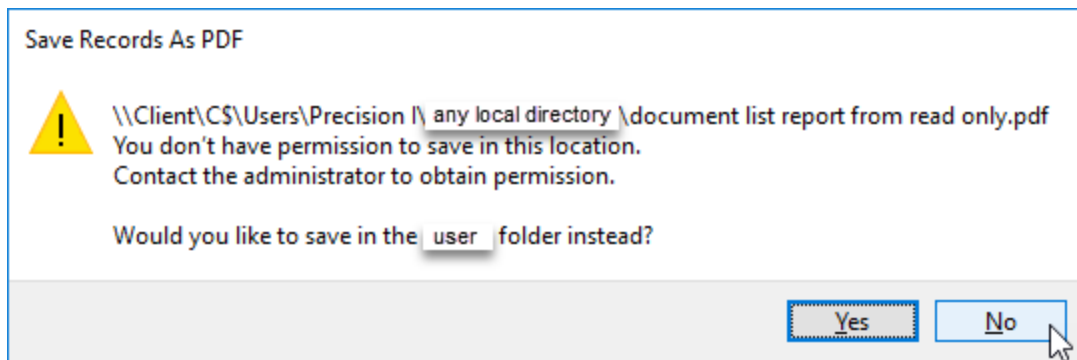 Save Records As PDF
\\Client\C$\Users\Precision I\ any local directory \document list report from read only.pdf
You don't have permission to save in this location.
Contact the administrator to obtain permission.
Would you like to save in the user folder instead?
Yes No